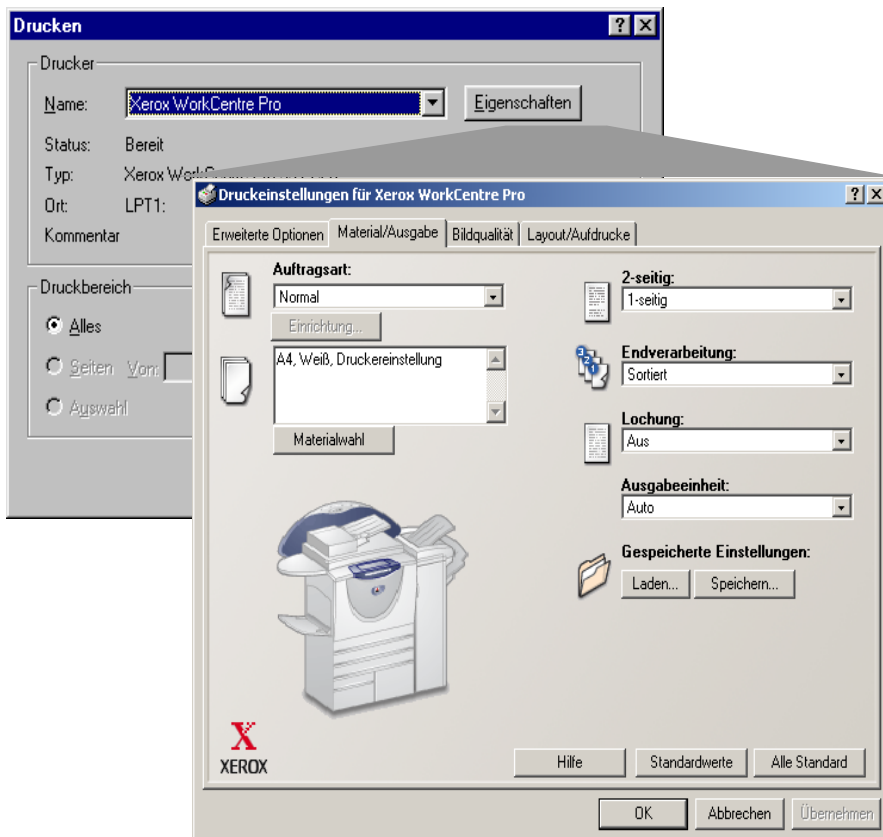 Drucken
Drucker
Name: Xerox WorkCentre Pro Eigenschaften
Status: Bereit
Typ:
Ort: LPT1:
Kommentar
Druckbereich
Alles
Seiten Von:
Auswahl
Druckeinstellungen für Xerox WorkCentre Pro
Erweiterte Optionen Material/Ausgabe Bildqualität Layout/Aufdrucke
Auftragsart:
Normal
Einrichtung...
A4, Weiß, Druckereinstellung
Materialwahl
2-seitig:
1-seitig
Endverarbeitung:
Sortiert
Lochung:
Aus
Ausgabeeinheit:
Auto
Gespeicherte Einstellungen:
Laden... Speichern...
X
XEROX
Hilfe Standardwerte Alle Standard
OK Abbrechen Übernehmen